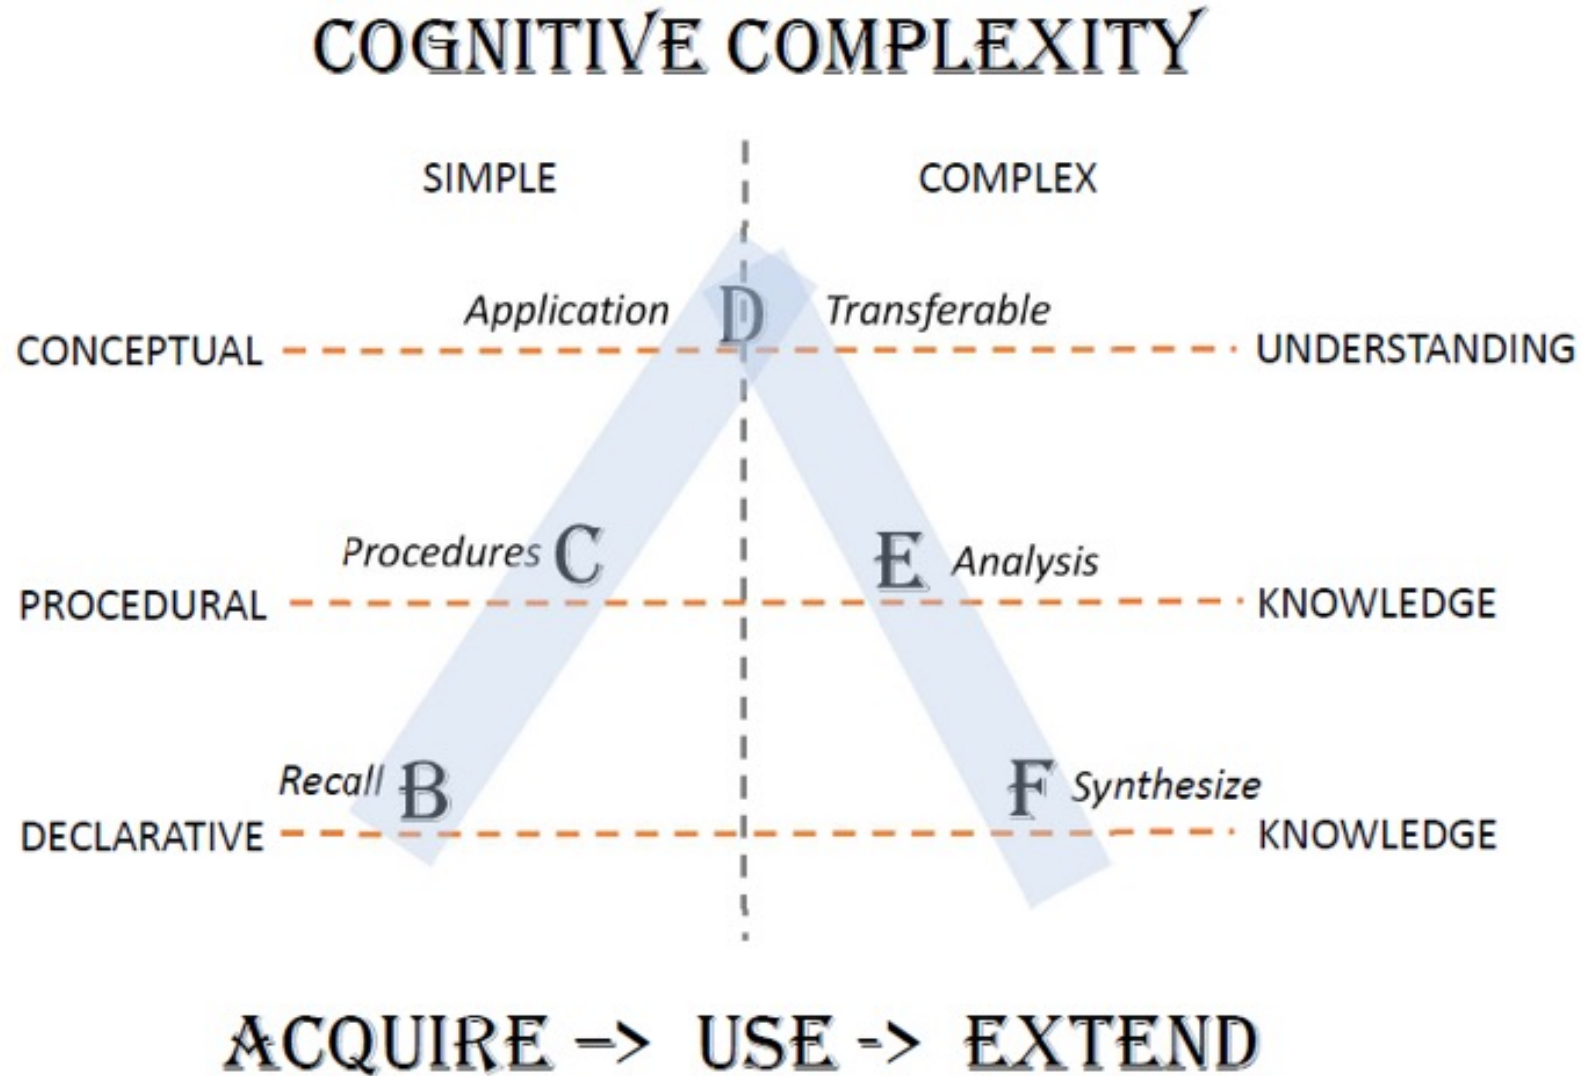 COGNITIVE COMPLEXITY
SIMPLE COMPLEX
Application D Transferable
CONCEPTUAL UNDERSTANDING
Procedures C E Analysis
PROCEDURAL KNOWLEDGE
Recall B F Synthesize
DECLARATIVE KNOWLEDGE
ACQUIRE -> USE -> EXTEND